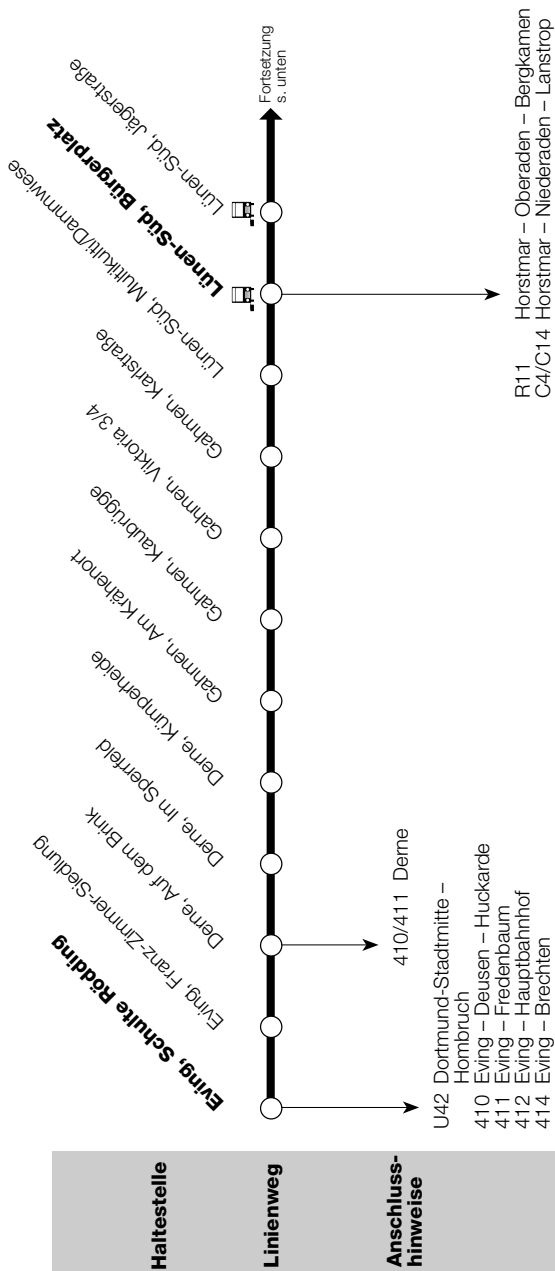 Haltestelle
Eving, Schulte Rödding
Eving, Franz-Zimmer-Siedlung
Derne, Auf dem Brink
Derne, Im Sperrfeld
Derne, Kümperheide
Gahmen, Am Krähenort
Gahmen, Kaubrügge
Gahmen, Viktoria 3/4
Gahmen, Karlstraße
Lünen-Süd, Multikulti/Dammwiese
Lünen-Süd, Bürgerplatz
Lünen-Süd, Jägerstraße
Linienweg
Fortsetzung
s. unten
Anschluss-
hinweise
U42 Dortmund-Stadtmitte –
Hombruch
410 Eving – Deusen – Huckarde
411 Eving – Fredenbaum
412 Eving – Hauptbahnhof
414 Eving – Brechten
410/411 Derne
R11 Horstmar – Oberaden – Bergkamen
C4/C14 Horstmar – Niederaden – Lanstrop